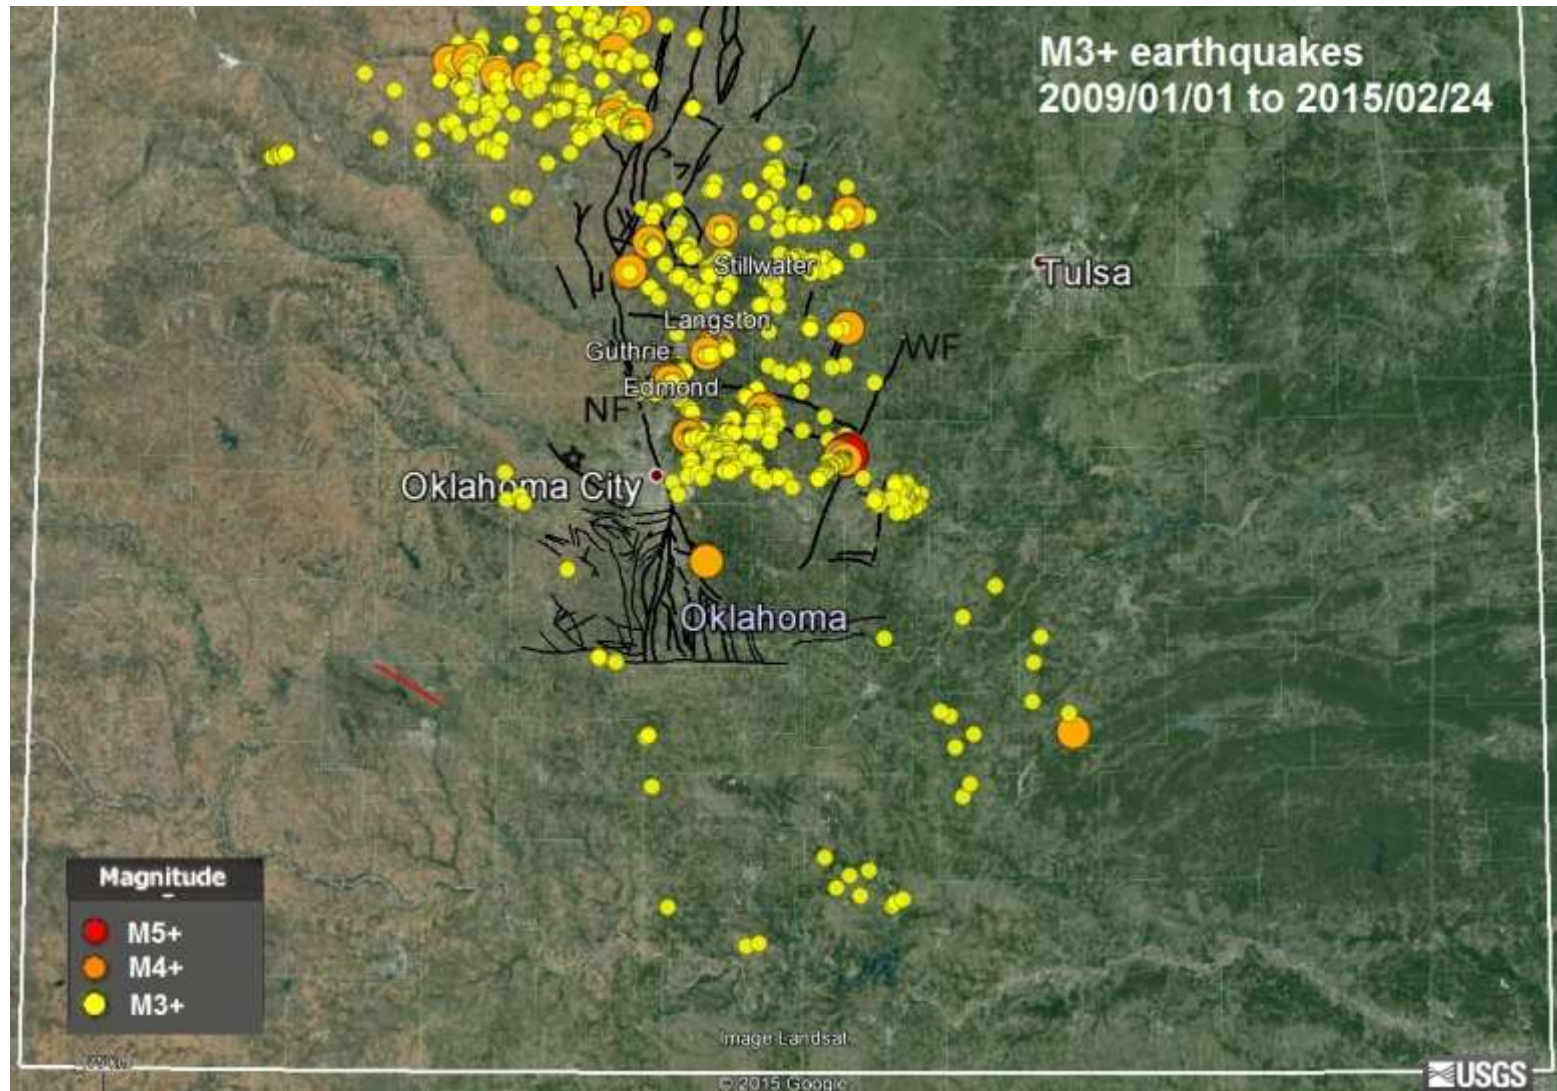 M3+ earthquakes
2009/01/01 to 2015/02/24
Stillwater
Tulsa
Langston
Guthrie
WF
Edmond
NF
Oklahoma City
Oklahoma
Magnitude
M5+
M4+
M3+
Image Landsat
© 2015 Google
USGS